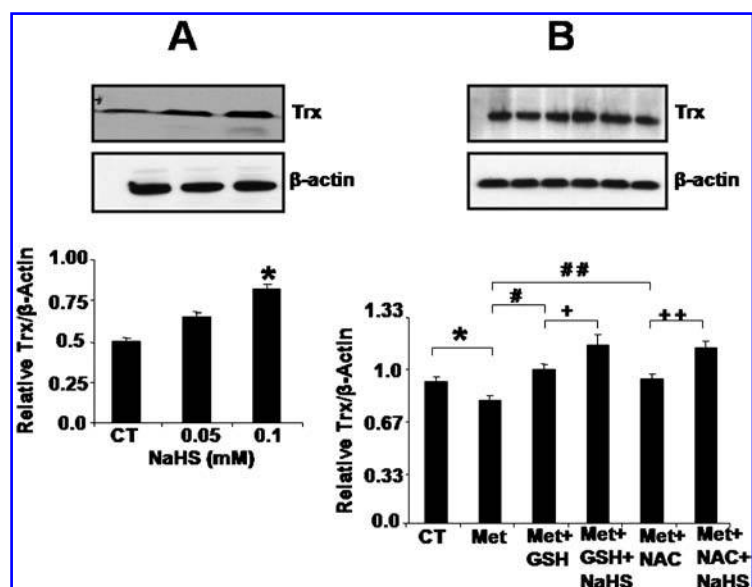 A
B
Trx
β-actin
Trx
β-actin
Relative Trx/β-Actin
1.00
0.75
0.5
0.25
0.0
*
CT
0.05
0.1
NaHS (mM)
Relative Trx/β-Actin
1.33
1.0
0.67
0.33
0.0
*
#
##
+
++
CT
Met
Met+
GSH
Met+
GSH+
NaHS
Met+
NAC
Met+
NAC+
NaHS